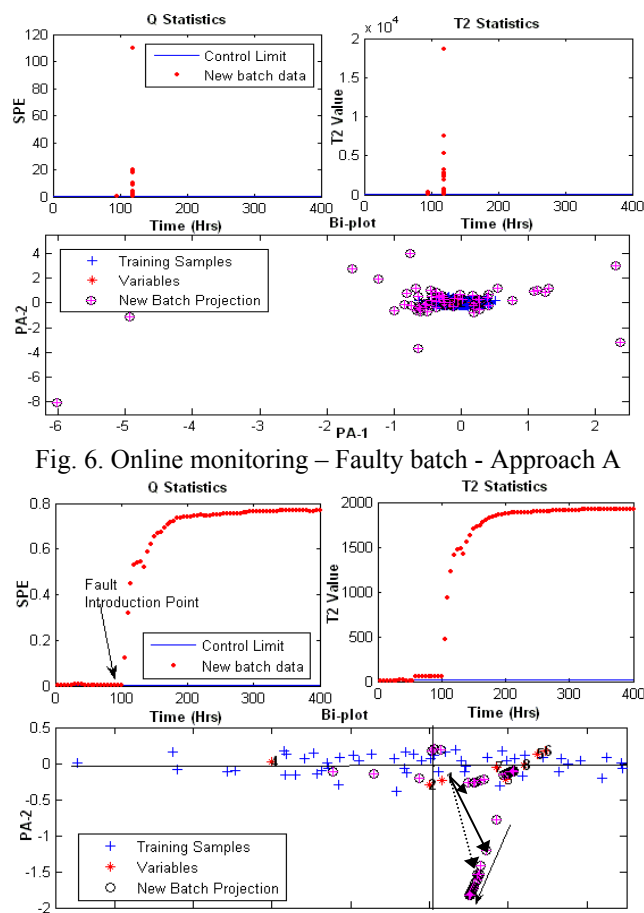 Q Statistics
T2 Statistics
x 10^4
SPE
120
100
80
60
40
20
0
Control Limit
New batch data
0 100 200 300 400
Time (Hrs)
T2 Value
2
1.5
1
0.5
0
0 100 200 300 400
Time (Hrs)
Bi-plot
PA-2
4
2
0
-2
-4
-6
-8
Training Samples
Variables
New Batch Projection
-6 -5 -4 -3 -2 -1 0 1 2
PA-1
Fig. 6. Online monitoring – Faulty batch - Approach A
Q Statistics
T2 Statistics
SPE
0.8
0.6
0.4
0.2
0
Fault
Introduction Point
Control Limit
New batch data
0 100 200 300 400
Time (Hrs)
T2 Value
2000
1500
1000
500
0
0 100 200 300 400
Time (Hrs)
Bi-plot
PA-2
0.5
0
-0.5
-1
-1.5
-2
4
2
8
6
Training Samples
Variables
New Batch Projection